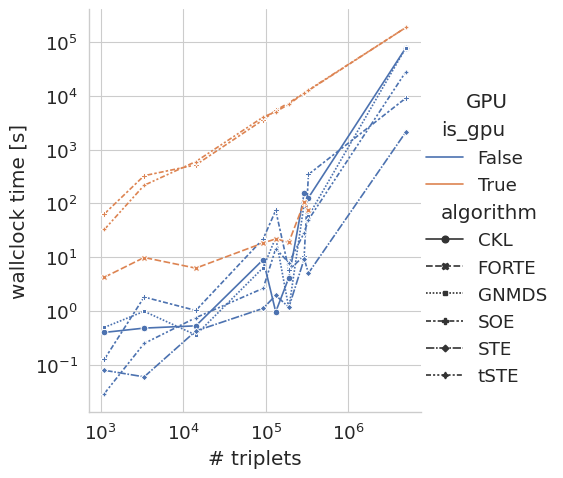 GPU
is_gpu
False
True
algorithm
CKL
FORTE
GNMDS
SOE
STE
tSTE
wallclock time [s]
10^5
10^4
10^3
10^2
10^1
10^0
10^−1
10^3 10^4 10^5 10^6
# triplets